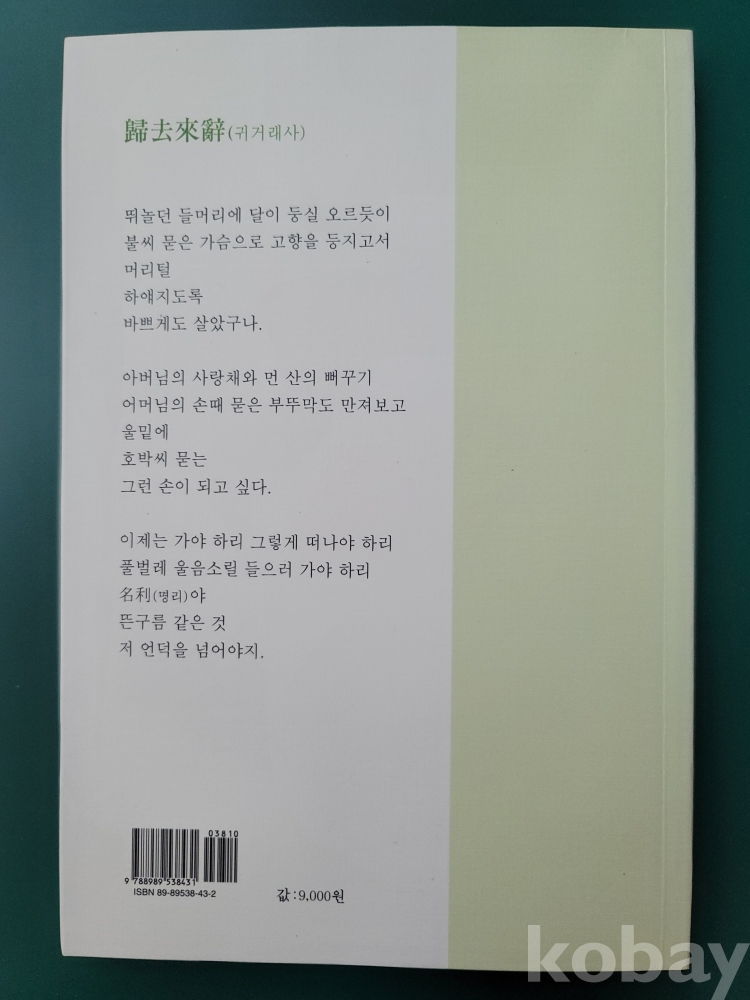 歸去來辭(귀거래사)
뛰놀던 들머리에 달이 둥실 오르듯이
불씨 묻은 가슴으로 고향을 등지고서
머리털
하얘지도록
바쁘게도 살았구나.
아버님의 사랑채와 먼 산의 뻐꾸기
어머님의 손때 묻은 부뚜막도 만져보고
울밑에
호박씨 묻는
그런 손이 되고 싶다.
이제는 가야 하리 그렇게 떠나야 하리
풀벌레 울음소릴 들으러 가야 하리
名利(명리)야
뜬구름 같은 것
저 언덕을 넘어야지.
03810
9 788989 538431
ISBN 89-89538-43-2
값:9,000원
kobay